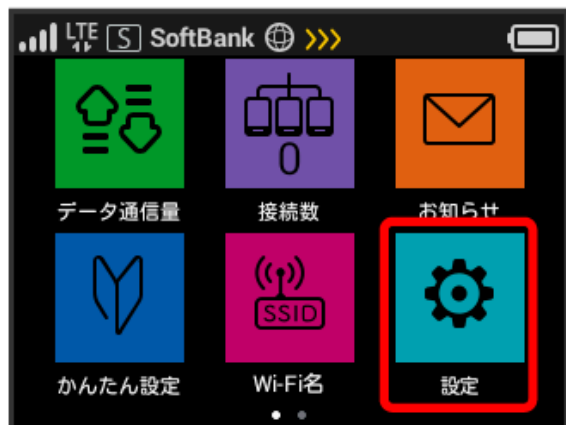 LTE S SoftBank
0
データ通信量 接続数 お知らせ
SSID
かんたん設定 Wi-Fi名 設定